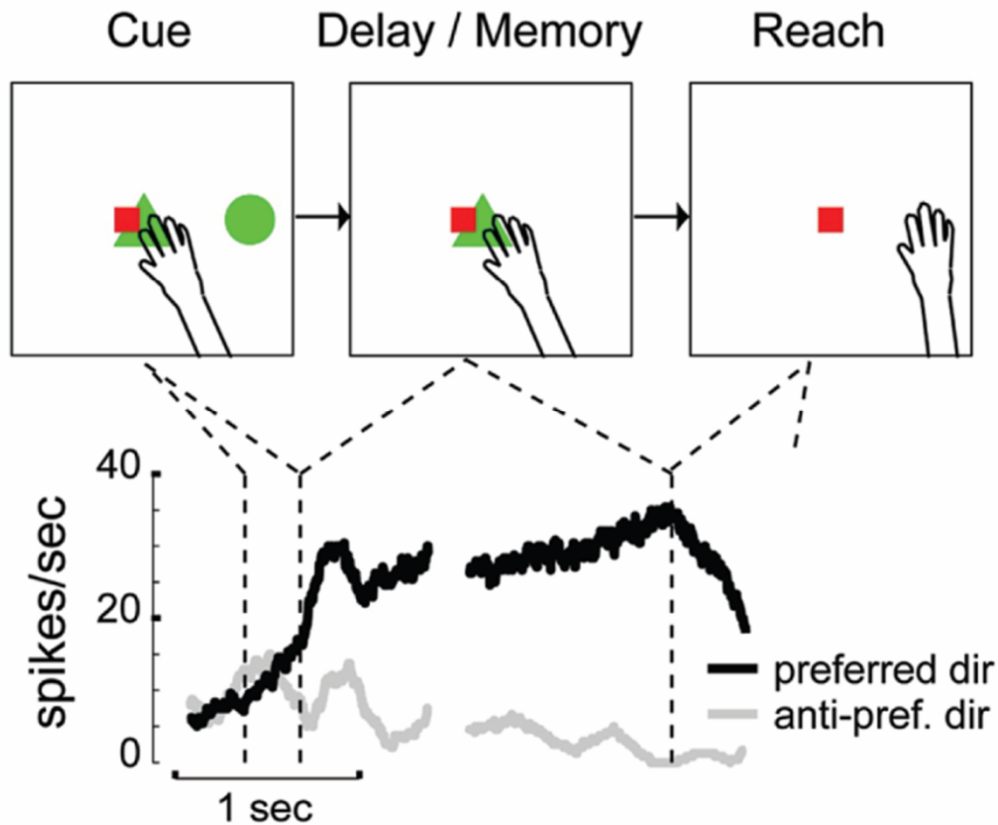 Cue
Delay / Memory
Reach
40
20
0
spikes/sec
preferred dir
anti-pref. dir
1 sec